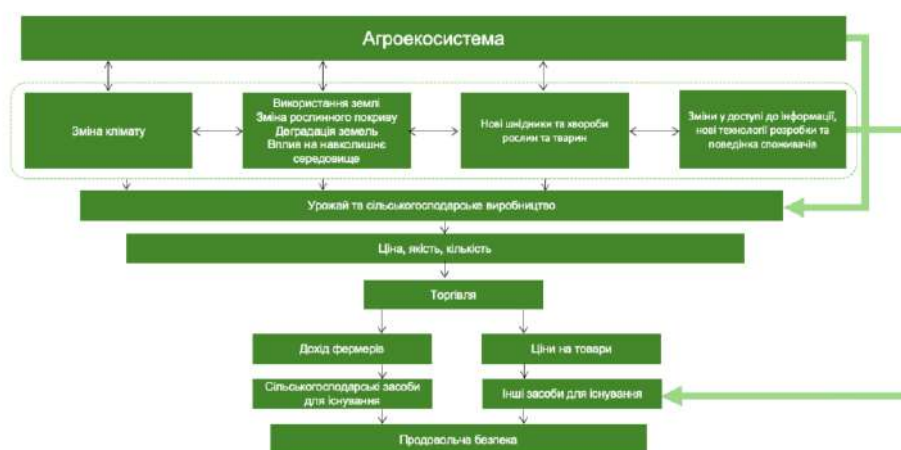 Агроекосистема
Зміна клімату
Використання землі
Зміна рослинного покриву
Деградація земель
Вплив на навколишнє
середовище
Нові шкідники та хвороби
рослин та тварин
Зміни у доступі до інформації,
нові технології розробки та
поведінка споживачів
Урожай та сільськогосподарське виробництво
Ціна, якість, кількість
Торгівля
Дохід фермерів
Ціни на товари
Сільськогосподарські засоби
для існування
Інші засоби для існування
Продовольча безпека